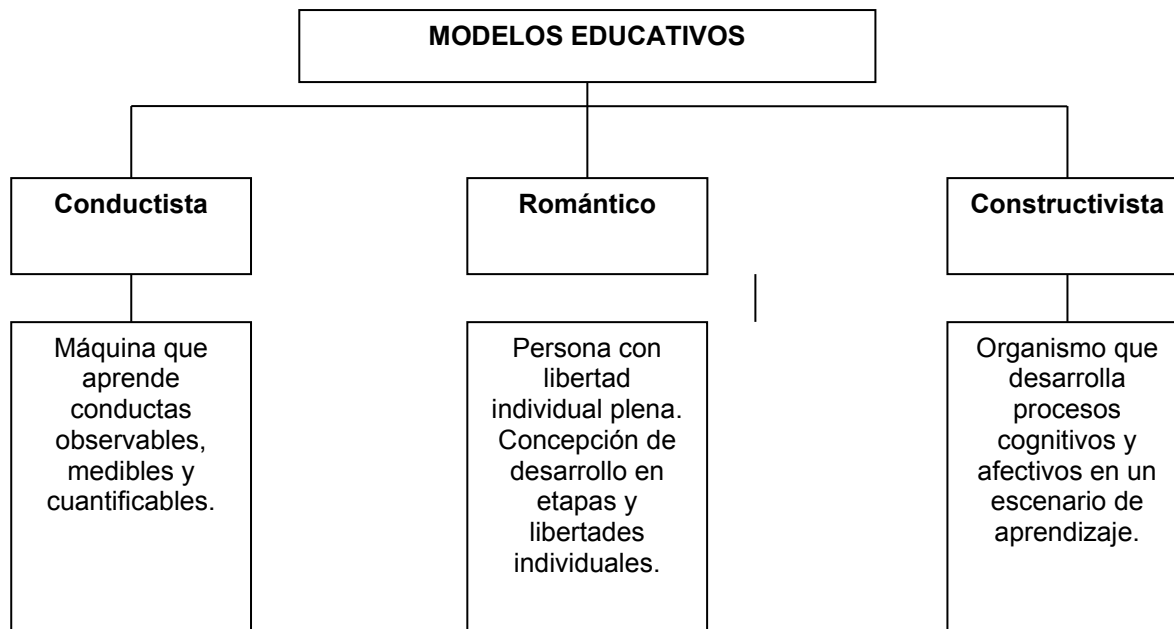 MODELOS EDUCATIVOS
Conductista
Romántico
Constructivista
Máquina que
aprende
conductas
observables,
medibles y
cuantificables.
Persona con
libertad
individual plena.
Concepción de
desarrollo en
etapas y
libertades
individuales.
Organismo que
desarrolla
procesos
cognitivos y
afectivos en un
escenario de
aprendizaje.